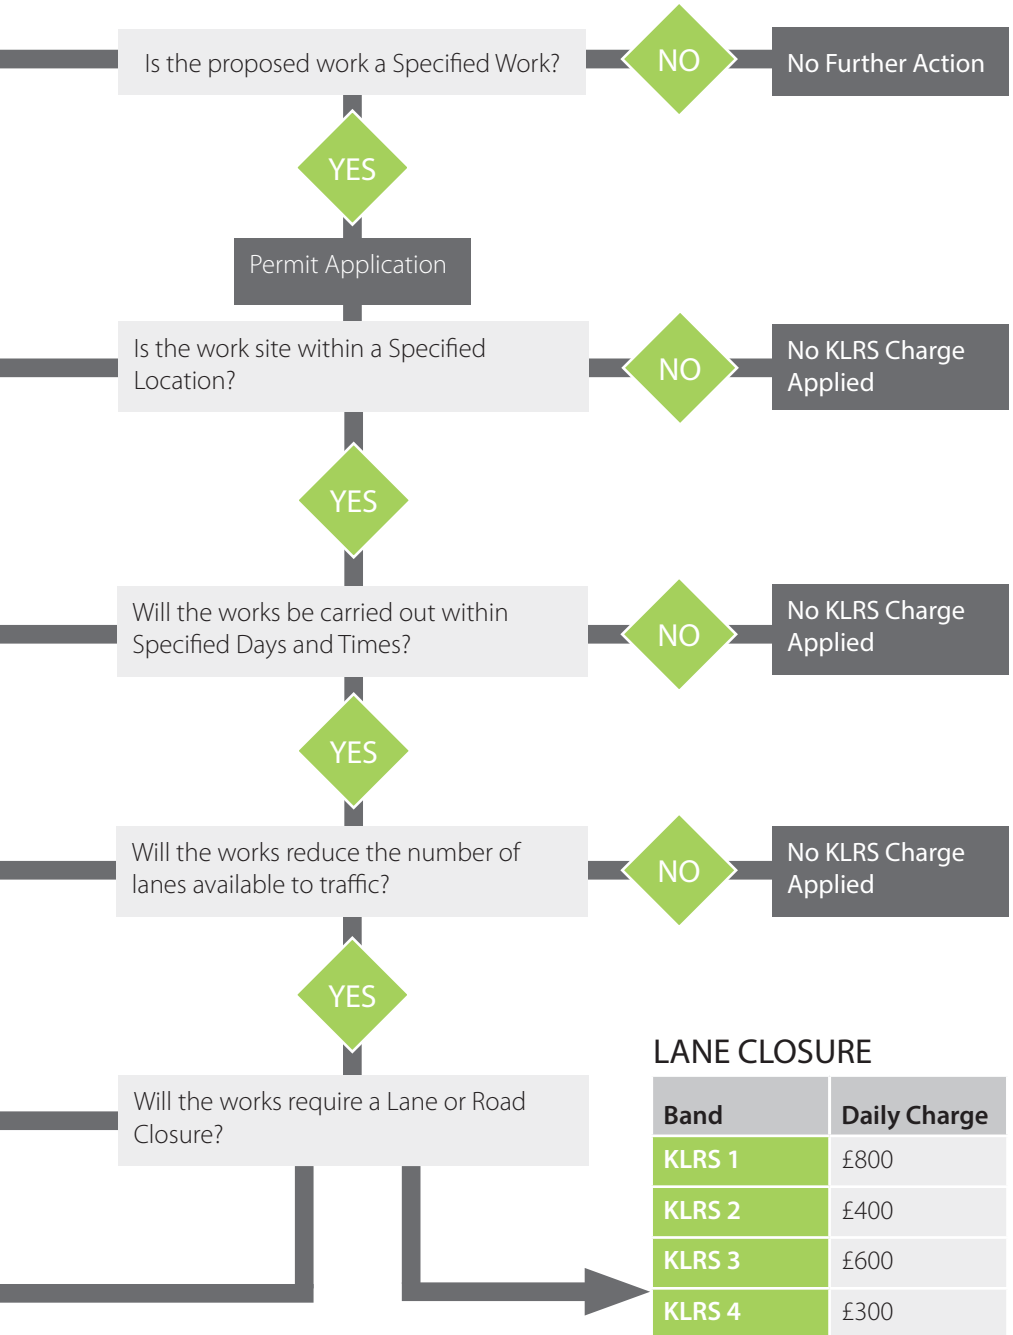 Is the proposed work a Specified Work?
NO
No Further Action
YES
Permit Application
Is the work site within a Specified
Location?
NO
No KLRS Charge
Applied
YES
Will the works be carried out within
Specified Days and Times?
NO
No KLRS Charge
Applied
YES
Will the works reduce the number of
lanes available to traffic?
NO
No KLRS Charge
Applied
YES
Will the works require a Lane or Road
Closure?
LANE CLOSURE
Band Daily Charge
KLRS 1 £800
KLRS 2 £400
KLRS 3 £600
KLRS 4 £300